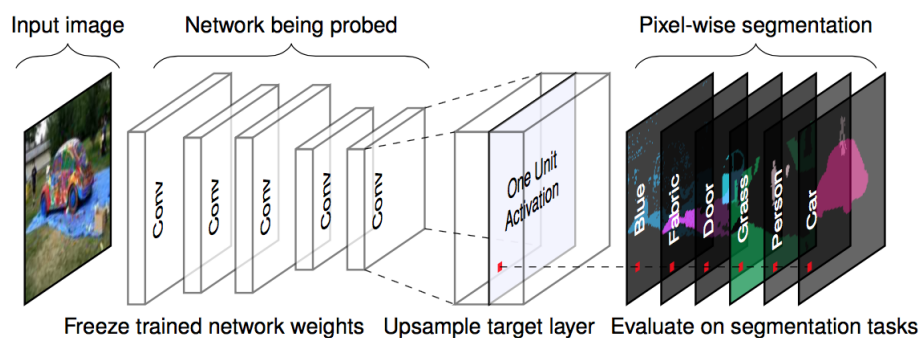 Input image
Network being probed
Pixel-wise segmentation
Conv
Conv
Conv
Conv
Conv
One Unit
Activation
Blue
Fabric
Door
Grass
Person
Car
Freeze trained network weights
Upsample target layer
Evaluate on segmentation tasks